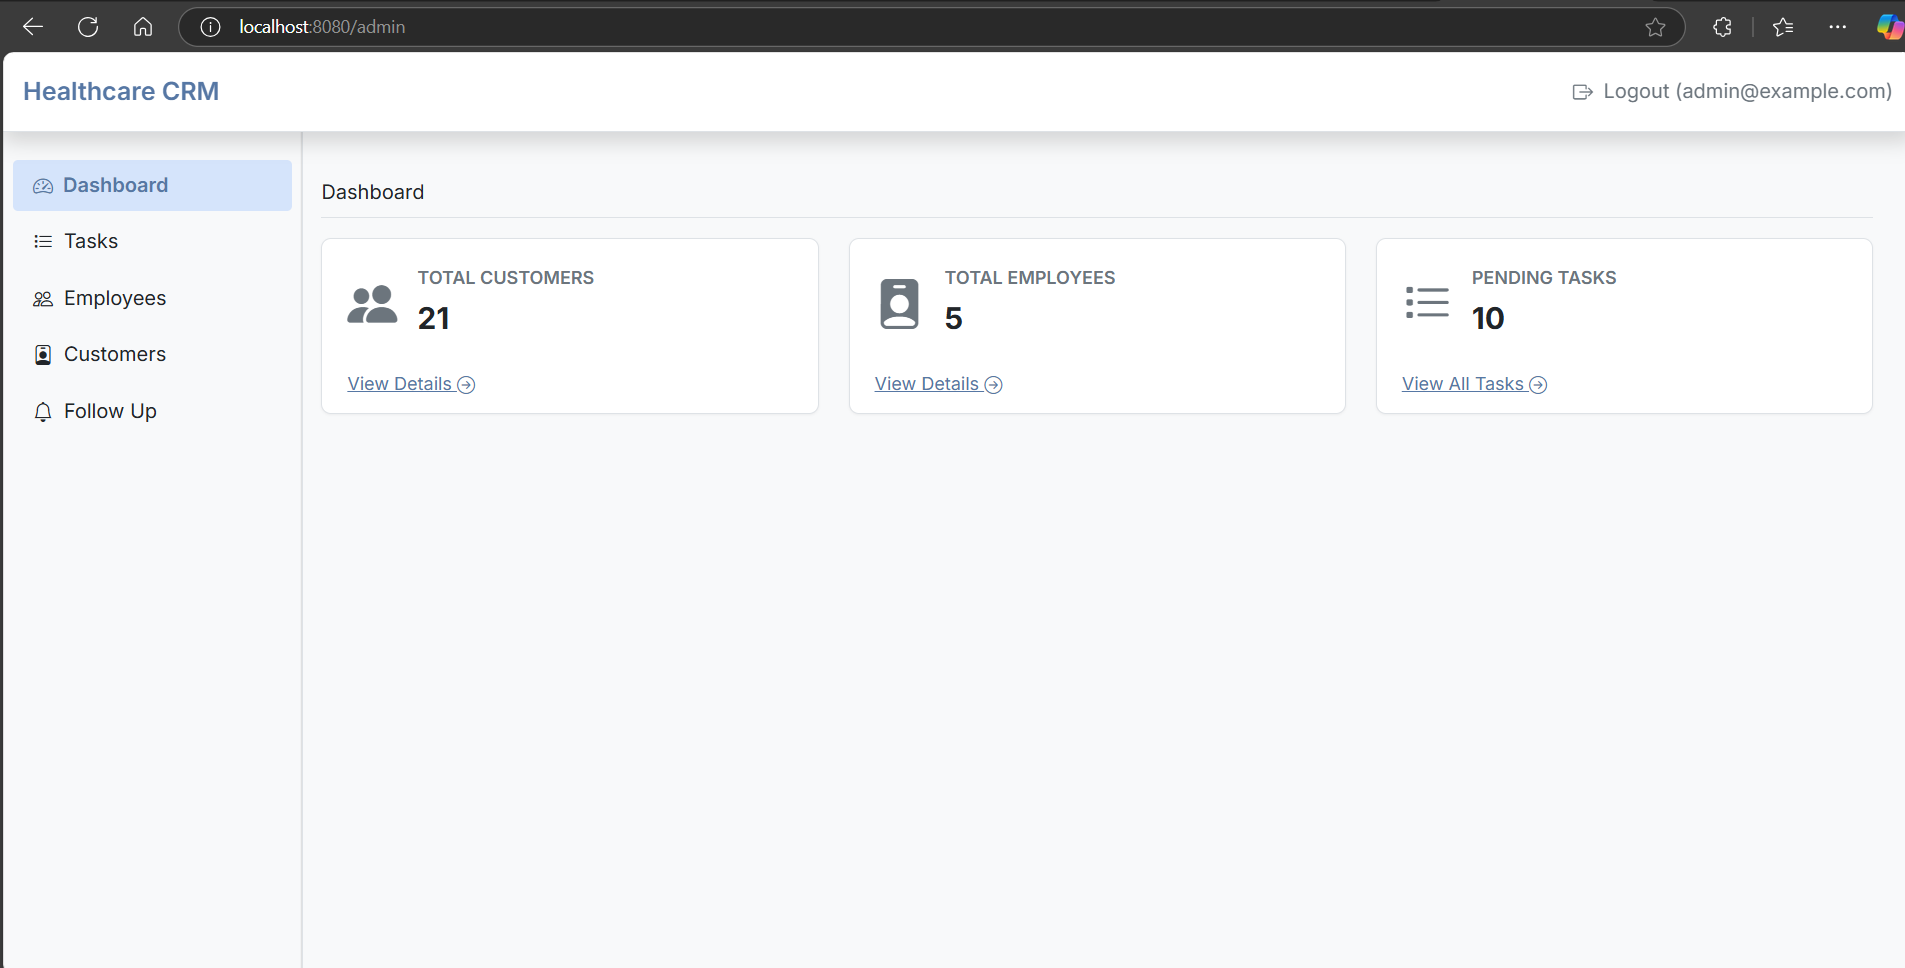 localhost:8080/admin
Healthcare CRM
Logout (admin@example.com)
Dashboard
Tasks
Employees
Customers
Follow Up
Dashboard
TOTAL CUSTOMERS
21
View Details
TOTAL EMPLOYEES
5
View Details
PENDING TASKS
10
View All Tasks